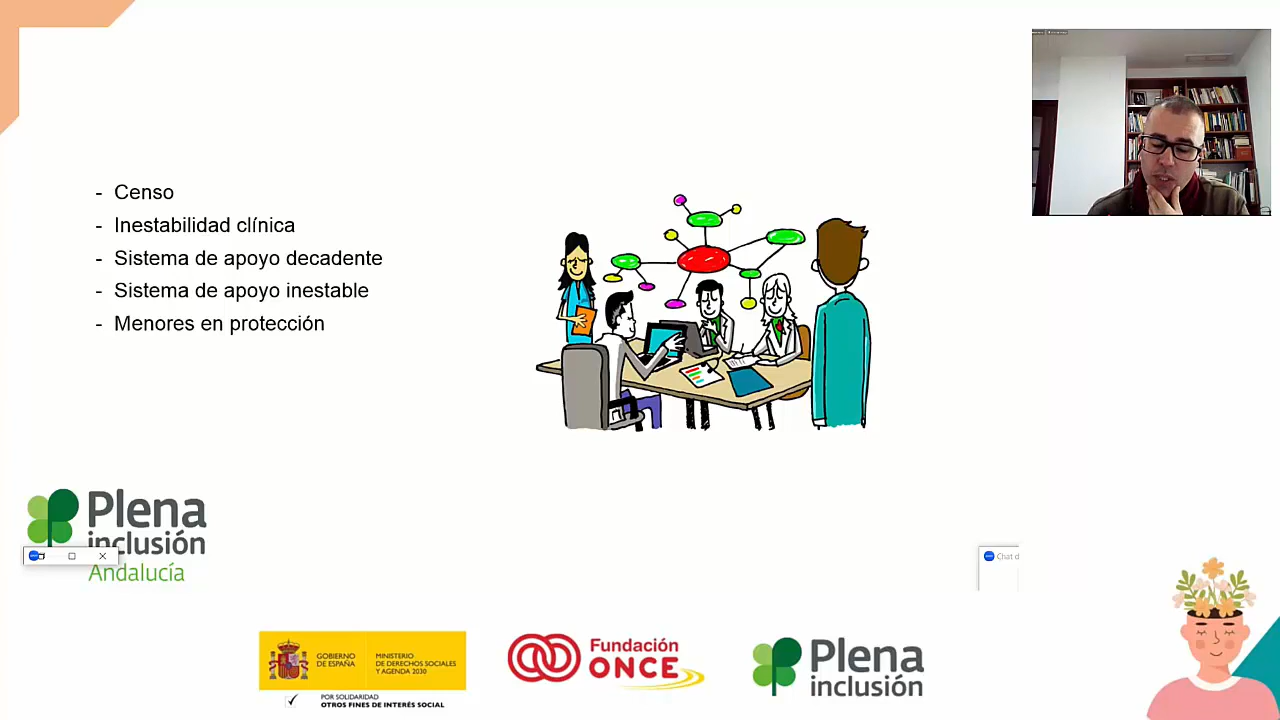 - Censo
- Inestabilidad clínica
- Sistema de apoyo decadente
- Sistema de apoyo inestable
- Menores en protección
Plena
inclusión
Andalucía
Chat d
GOBIERNO
DE ESPAÑA
MINISTERIO
DE DERECHOS SOCIALES
Y AGENDA 2030
POR SOLIDARIDAD
OTROS FINES DE INTERÉS SOCIAL
Fundación
ONCE
Plena
inclusión